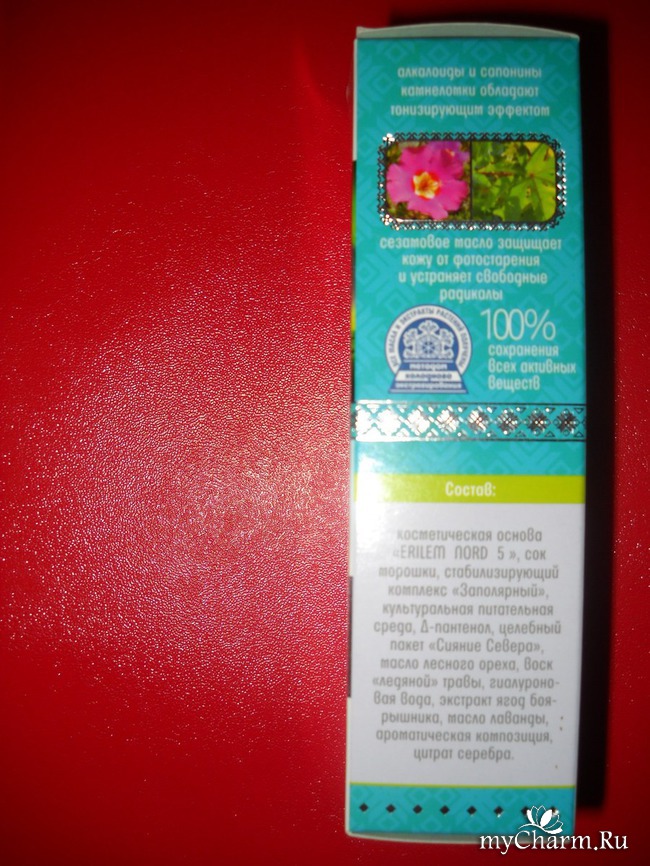 алкалоиды и сапонины
камнеломки обладают
тонизирующим эффектом
сезамовое масло защищает
кожу от фотостарения
и устраняет свободные
радикалы
методом
холодного
экстрагирования
100%
сохранения
всех активных
веществ
Состав:
косметическая основа
«ERILEM NORD 5», сок
морошки, стабилизирующий
комплекс «Заполярный»,
культуральная питательная
среда, Д-пантенол, целебный
пакет «Сияние Севера»,
масло лесного ореха, воск
«ледяной» травы, гиалуроно-
вая вода, экстракт ягод боя-
рышника, масло лаванды,
ароматическая композиция,
цитрат серебра.
myCharm.Ru